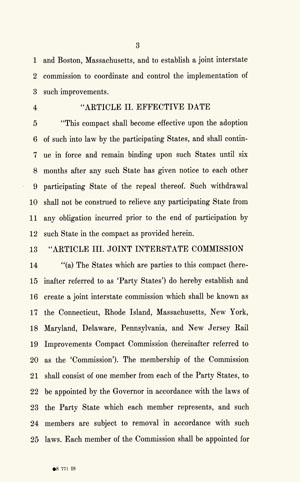 3
1 and Boston, Massachusetts, and to establish a joint interstate
2 commission to coordinate and control the implementation of
3 such improvements.
4 "ARTICLE II. EFFECTIVE DATE
5 "This compact shall become effective upon the adoption
6 of such into law by the participating States, and shall contin-
7 ue in force and remain binding upon such States until six
8 months after any such State has given notice to each other
9 participating State of the repeal thereof. Such withdrawal
10 shall not be construed to relieve any participating State from
11 any obligation incurred prior to the end of participation by
12 such State in the compact as provided herein.
13 "ARTICLE III. JOINT INTERSTATE COMMISSION
14 "(a) The States which are parties to this compact (here-
15 inafter referred to as 'Party States') do hereby establish and
16 create a joint interstate commission which shall be known as
17 the Connecticut, Rhode Island, Massachusetts, New York,
18 Maryland, Delaware, Pennsylvania, and New Jersey Rail
19 Improvements Compact Commission (hereinafter referred to
20 as the 'Commission'). The membership of the Commission
21 shall consist of one member from each of the Party States, to
22 be appointed by the Governor in accordance with the laws of
23 the Party State which each member represents, and such
24 members are subject to removal in accordance with such
25 laws. Each member of the Commission shall be appointed for
●S 771 IS